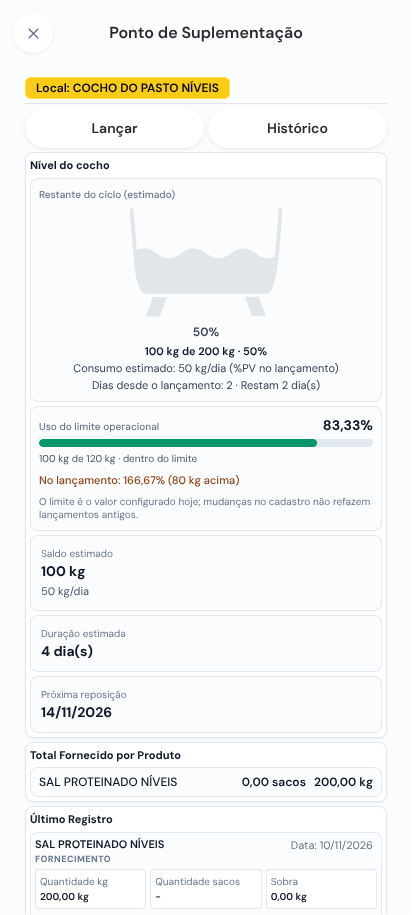 Ponto de Suplementação
Local: COCHO DO PASTO NÍVEIS
Lançar
Histórico
Nível do cocho
Restante do ciclo (estimado)
50%
100 kg de 200 kg · 50%
Consumo estimado: 50 kg/dia (%PV no lançamento)
Dias desde o lançamento: 2 · Restam 2 dia(s)
Uso do limite operacional 83,33%
100 kg de 120 kg · dentro do limite
No lançamento: 166,67% (80 kg acima)
O limite é o valor configurado hoje; mudanças no cadastro não refazem
lançamentos antigos.
Saldo estimado
100 kg
50 kg/dia
Duração estimada
4 dia(s)
Próxima reposição
14/11/2026
Total Fornecido por Produto
SAL PROTEINADO NÍVEIS 0,00 sacos 200,00 kg
Último Registro
SAL PROTEINADO NÍVEIS Data: 10/11/2026
FORNECIMENTO
Quantidade kg Quantidade sacos Sobra
200,00 kg - 0,00 kg